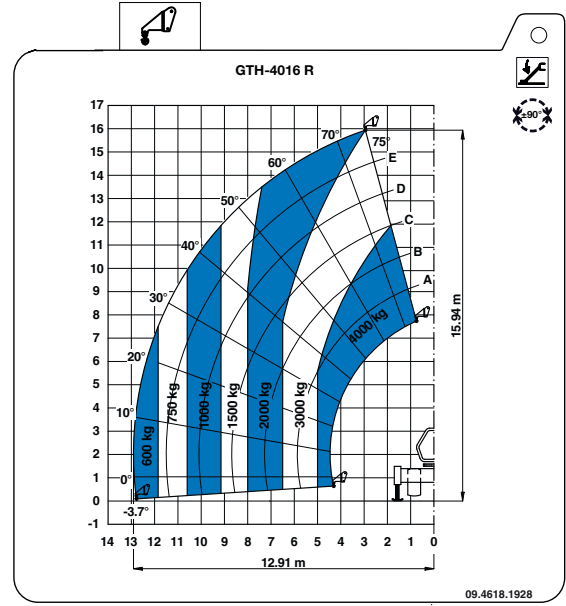 GTH-4016 R
±90°
17
16
15
14
13
12
11
10
9
8
7
6
5
4
3
2
1
0
-1
14 13 12 11 10 9 8 7 6 5 4 3 2 1 0
-3.7°
0°
10°
20°
30°
40°
50°
60°
70°
75°
E
D
C
B
A
600 kg
750 kg
1000 kg
1500 kg
2000 kg
3000 kg
4000 kg
15.94 m
12.91 m
09.4618.1928